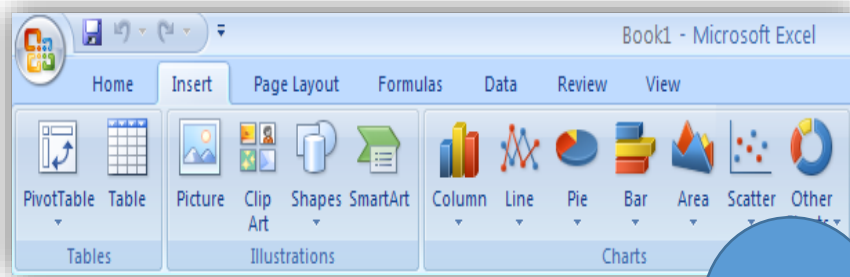 Book1 - Microsoft Excel
Home Insert Page Layout Formulas Data Review View
PivotTable Table Picture Clip Art Shapes SmartArt Column Line Pie Bar Area Scatter Other
Tables Illustrations Charts